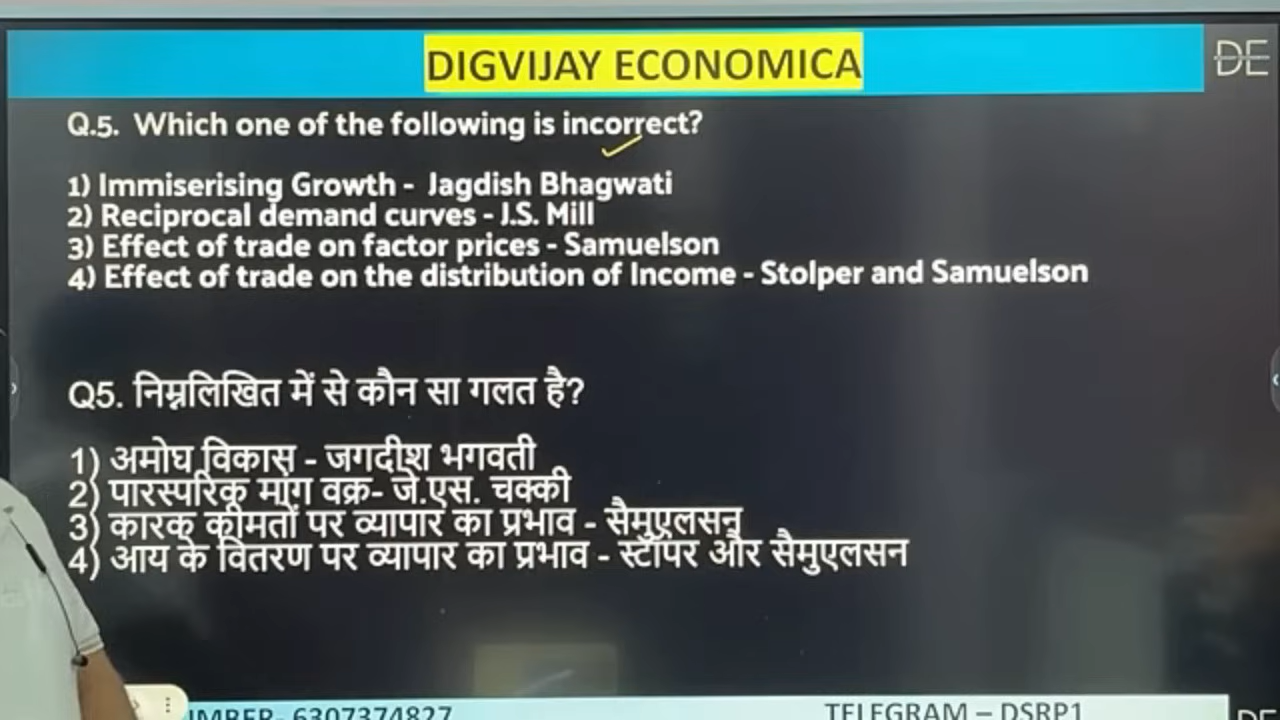 DIGVIJAY ECONOMICA
DE
Q.5. Which one of the following is incorrect?
1) Immiserising Growth - Jagdish Bhagwati
2) Reciprocal demand curves - J.S. Mill
3) Effect of trade on factor prices - Samuelson
4) Effect of trade on the distribution of Income - Stolper and Samuelson
Q5. निम्नलिखित में से कौन सा गलत है?
1) अमोघ विकास - जगदीश भगवती
2) पारस्परिक मांग वक्र- जे.एस. चक्की
3) कारक कीमतों पर व्यापार का प्रभाव - सैमुएलसन
4) आय के वितरण पर व्यापार का प्रभाव - स्टॉपर और सैमुएलसन
6307374827
TELEGRAM – DSRP1
DE